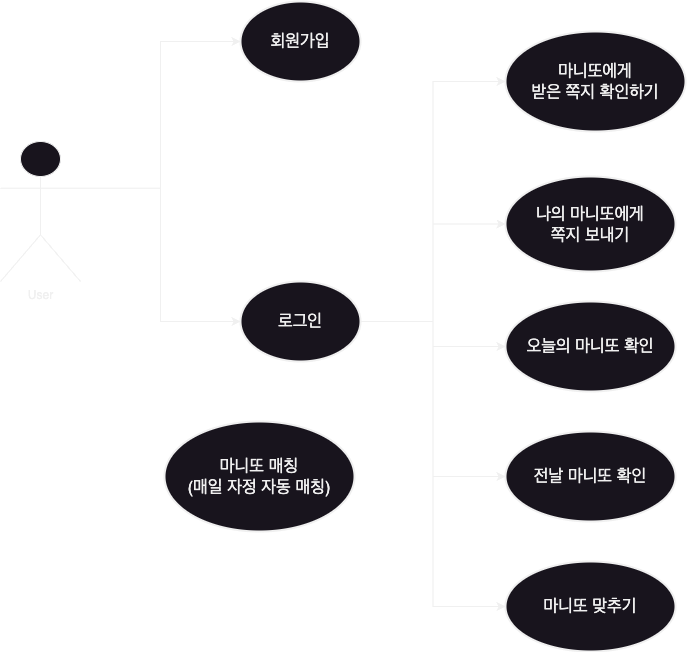 회원가입
마니또에게
받은 쪽지 확인하기
나의 마니또에게
쪽지 보내기
User
로그인
오늘의 마니또 확인
마니또 매칭
(매일 자정 자동 매칭)
전날 마니또 확인
마니또 맞추기